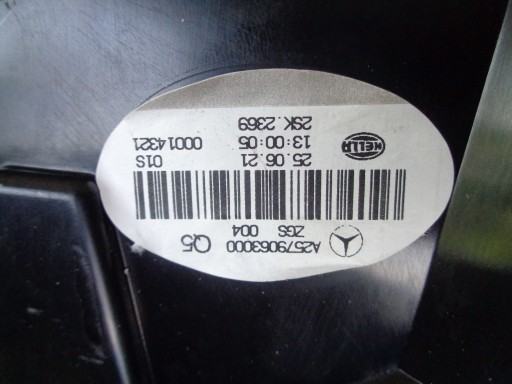 A2579063000 Q5
ZGS 004
HELLA 25.06.21 01S
13:00:05 00014321
2SK.2369